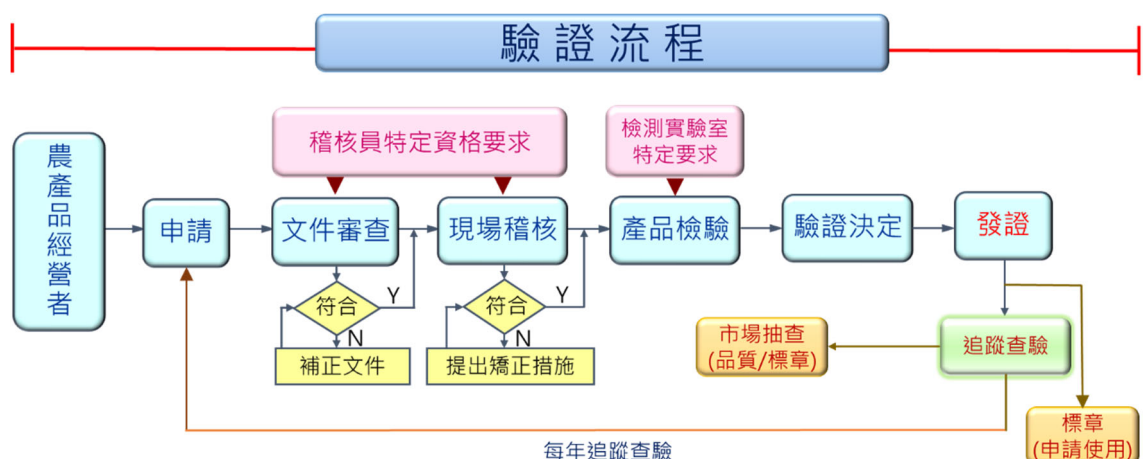 驗證流程
農產品經營者
稽核員特定資格要求
檢測實驗室
特定要求
申請
文件審查
現場稽核
產品檢驗
驗證決定
發證
符合
Y
N
補正文件
符合
Y
N
提出矯正措施
市場抽查
(品質/標章)
追蹤查驗
標章
(申請使用)
每年追蹤查驗